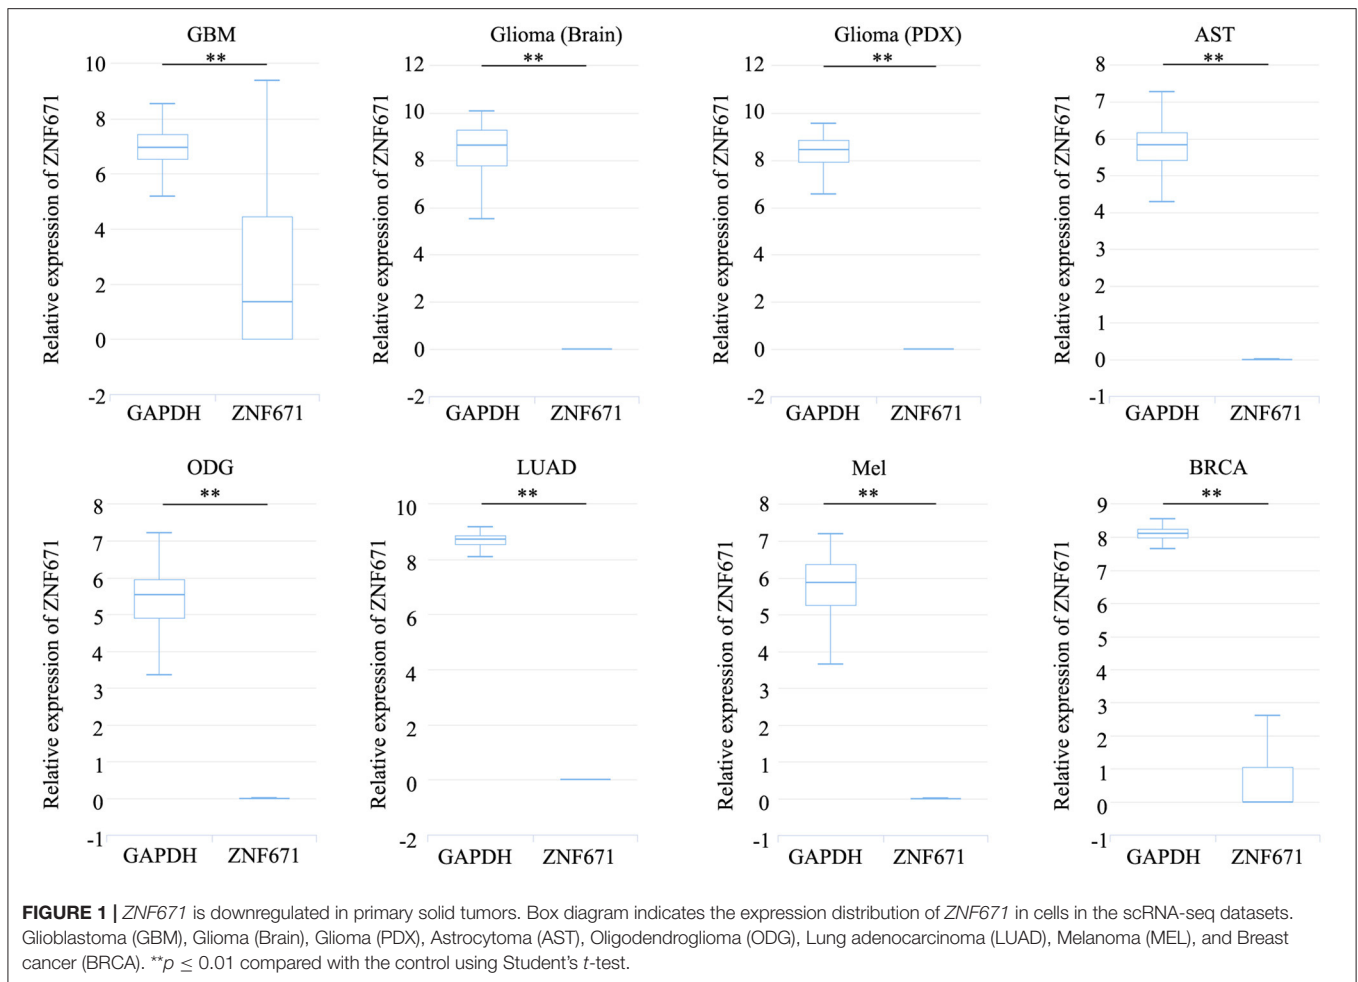 GBM
**
Relative expression of ZNF671
10
8
6
4
2
0
-2
GAPDH ZNF671
Glioma (Brain)
**
Relative expression of ZNF671
12
10
8
6
4
2
0
-2
GAPDH ZNF671
Glioma (PDX)
**
Relative expression of ZNF671
12
10
8
6
4
2
0
-2
GAPDH ZNF671
AST
**
Relative expression of ZNF671
8
7
6
5
4
3
2
1
0
-1
GAPDH ZNF671
ODG
**
Relative expression of ZNF671
8
7
6
5
4
3
2
1
0
-1
GAPDH ZNF671
LUAD
**
Relative expression of ZNF671
10
8
6
4
2
0
-2
GAPDH ZNF671
Mel
**
Relative expression of ZNF671
8
7
6
5
4
3
2
1
0
-1
GAPDH ZNF671
BRCA
**
Relative expression of ZNF671
9
8
7
6
5
4
3
2
1
0
-1
GAPDH ZNF671
FIGURE 1 | ZNF671 is downregulated in primary solid tumors. Box diagram indicates the expression distribution of ZNF671 in cells in the scRNA-seq datasets.
Glioblastoma (GBM), Glioma (Brain), Glioma (PDX), Astrocytoma (AST), Oligodendroglioma (ODG), Lung adenocarcinoma (LUAD), Melanoma (MEL), and Breast
cancer (BRCA). **p ≤ 0.01 compared with the control using Student's t-test.